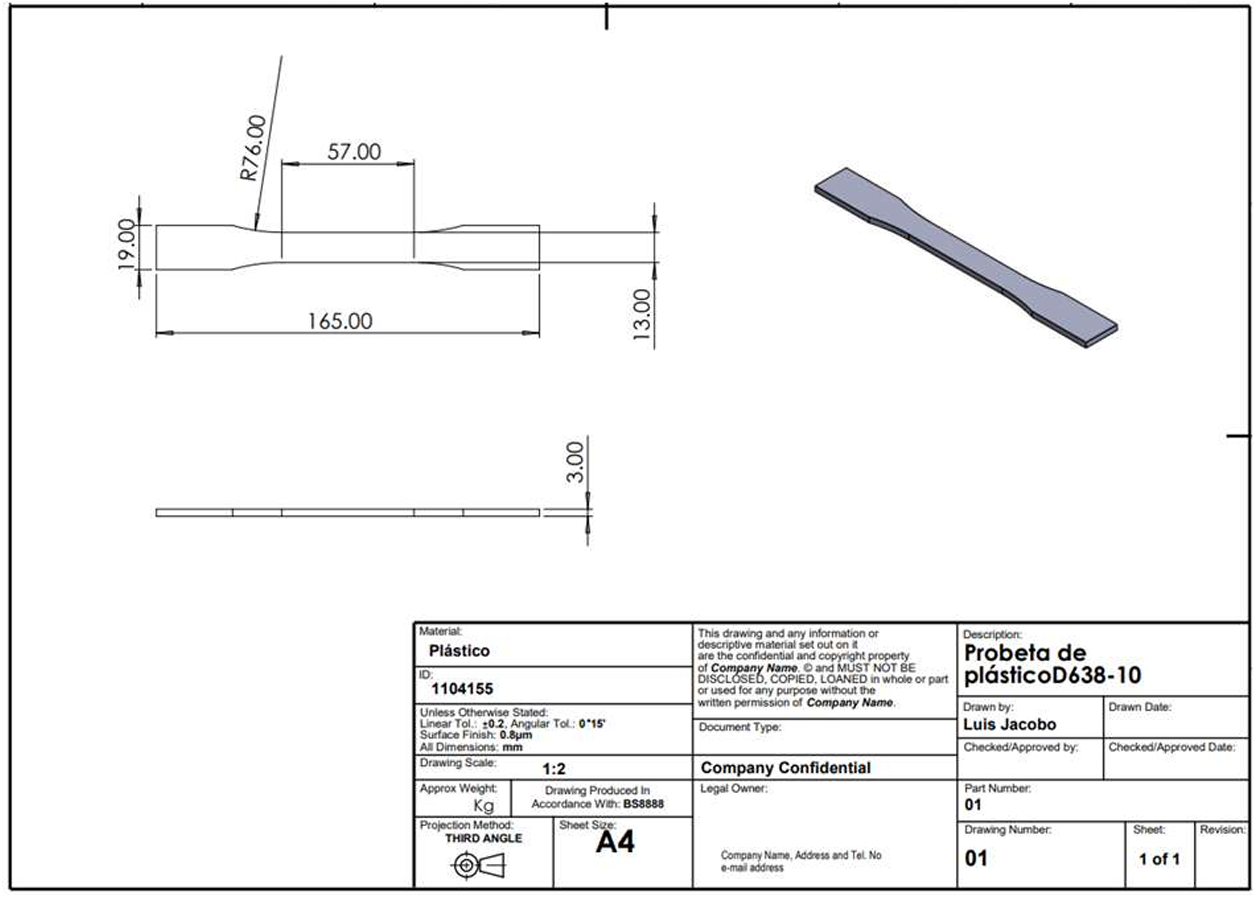 R76.00
57.00
19.00
165.00
13.00
3.00
Material:
Plástico
ID:
1104155
Unless Otherwise Stated:
Linear Tol.: ±0.2, Angular Tol.: 0°15'
Surface Finish: 0.8µm
All Dimensions: mm
Drawing Scale:
1:2
Approx Weight:
Kg
Drawing Produced In
Accordance With: BS8888
Projection Method:
THIRD ANGLE
Sheet Size:
A4
This drawing and any information or
descriptive material set out on it
are the confidential and copyright property
of Company Name. © and MUST NOT BE
DISCLOSED, COPIED, LOANED in whole or part
or used for any purpose without the
written permission of Company Name.
Document Type:
Company Confidential
Legal Owner:
Company Name, Address and Tel. No
e-mail address
Description:
Probeta de
plásticoD638-10
Drawn by:
Luis Jacobo
Drawn Date:
Checked/Approved by:
Checked/Approved Date:
Part Number:
01
Drawing Number:
01
Sheet:
1 of 1
Revision: